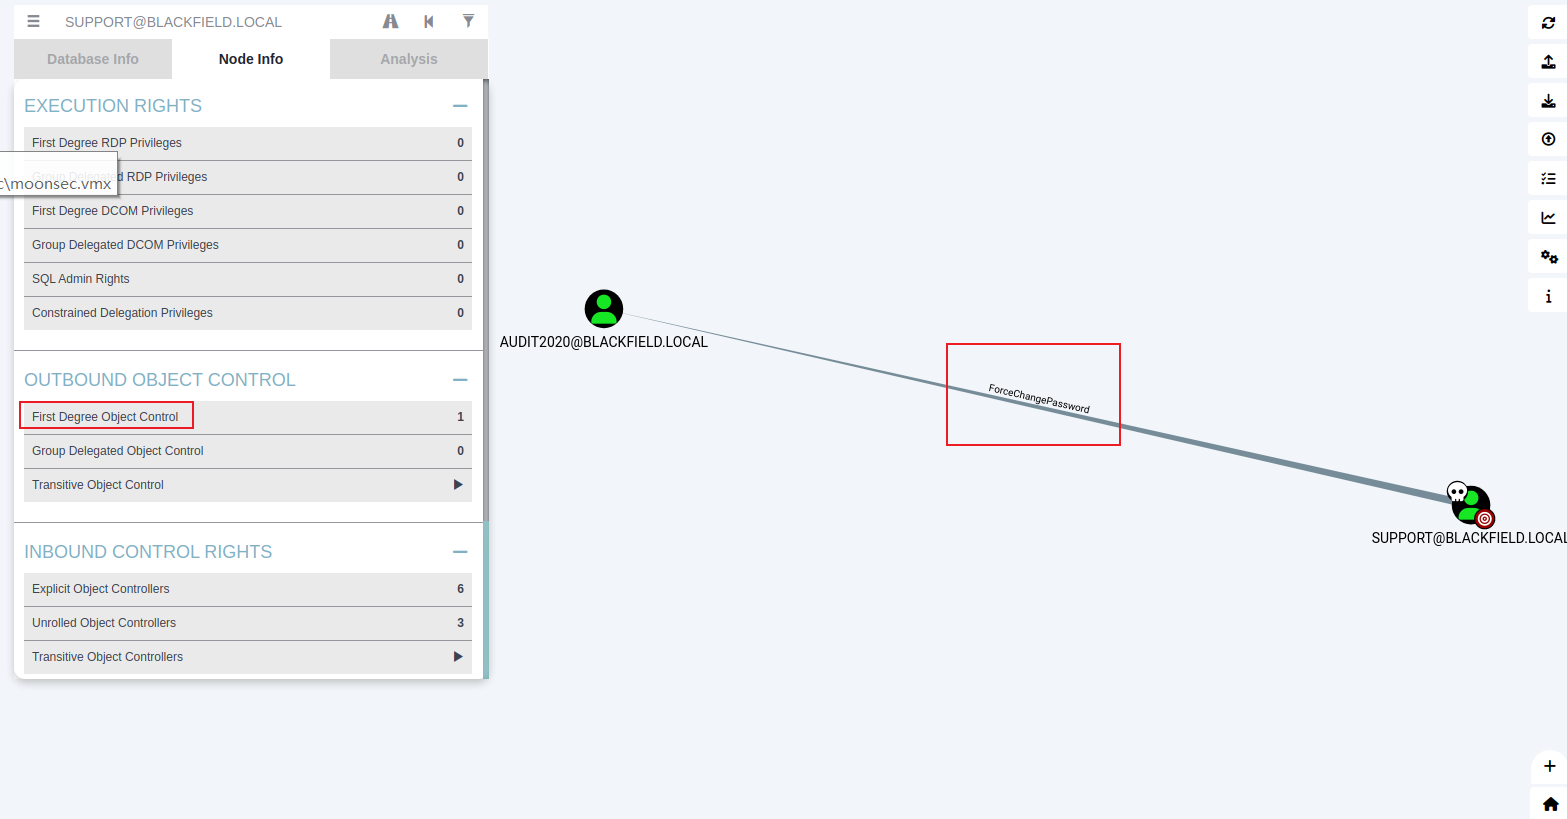 SUPPORT@BLACKFIELD.LOCAL
Database Info
Node Info
Analysis
EXECUTION RIGHTS
First Degree RDP Privileges 0
Group Delegated RDP Privileges 0
c\moonsec.vmx
First Degree DCOM Privileges 0
Group Delegated DCOM Privileges 0
SQL Admin Rights 0
Constrained Delegation Privileges 0
OUTBOUND OBJECT CONTROL
First Degree Object Control 1
Group Delegated Object Control 0
Transitive Object Control
INBOUND CONTROL RIGHTS
Explicit Object Controllers 6
Unrolled Object Controllers 3
Transitive Object Controllers
AUDIT2020@BLACKFIELD.LOCAL
ForceChangePassword
SUPPORT@BLACKFIELD.LOCAL